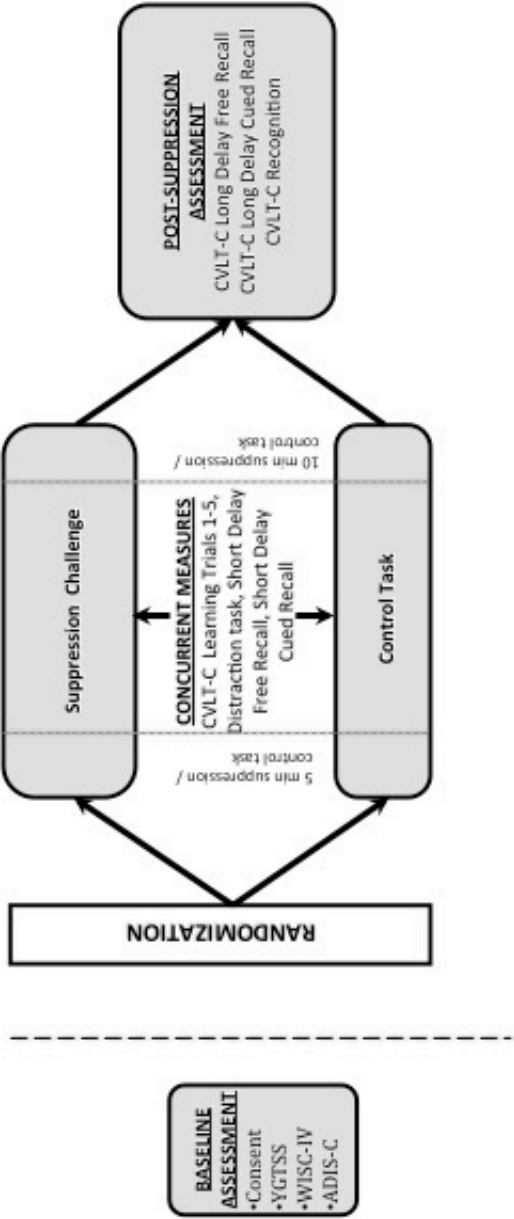 BASELINE
ASSESSMENT
•Consent
•YGTSS
•WISC-IV
•ADIS-C
RANDOMIZATION
Suppression Challenge
5 min suppression /
control task
CONCURRENT MEASURES
CVLT-C Learning Trials 1-5,
Distraction task, Short Delay
Free Recall, Short Delay
Cued Recall
10 min suppression /
control task
Control Task
POST-SUPPRESSION
ASSESSMENT
CVLT-C Long Delay Free Recall
CVLT-C Long Delay Cued Recall
CVLT-C Recognition